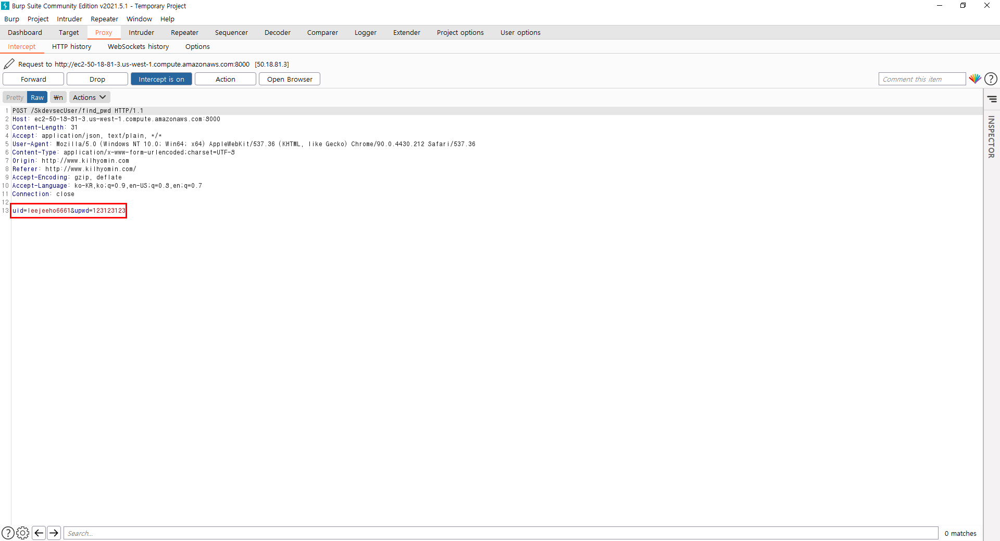 Burp Suite Community Edition v2021.5.1 - Temporary Project
Burp Project Intruder Repeater Window Help
Dashboard Target Proxy Intruder Repeater Sequencer Decoder Comparer Logger Extender Project options User options
Intercept HTTP history WebSockets history Options
Request to http://ec2-50-18-81-3.us-west-1.compute.amazonaws.com:8000 [50.18.81.3]
Forward Drop Intercept is on Action Open Browser Comment this item ?
Pretty Raw ₩n Actions
INSPECTOR
1 POST /SkdevsecUser/find_pwd HTTP/1.1
2 Host: ec2-50-18-81-3.us-west-1.compute.amazonaws.com:8000
3 Content-Length: 31
4 Accept: application/json, text/plain, */*
5 User-Agent: Mozilla/5.0 (Windows NT 10.0; Win64; x64) AppleWebKit/537.36 (KHTML, like Gecko) Chrome/90.0.4430.212 Safari/537.36
6 Content-Type: application/x-www-form-urlencoded;charset=UTF-8
7 Origin: http://www.kilhyomin.com
8 Referer: http://www.kilhyomin.com/
9 Accept-Encoding: gzip, deflate
10 Accept-Language: ko-KR,ko;q=0.9,en-US;q=0.8,en;q=0.7
11 Connection: close
12
13 uid=leejeeho6661&upwd=123123123
? Search... 0 matches